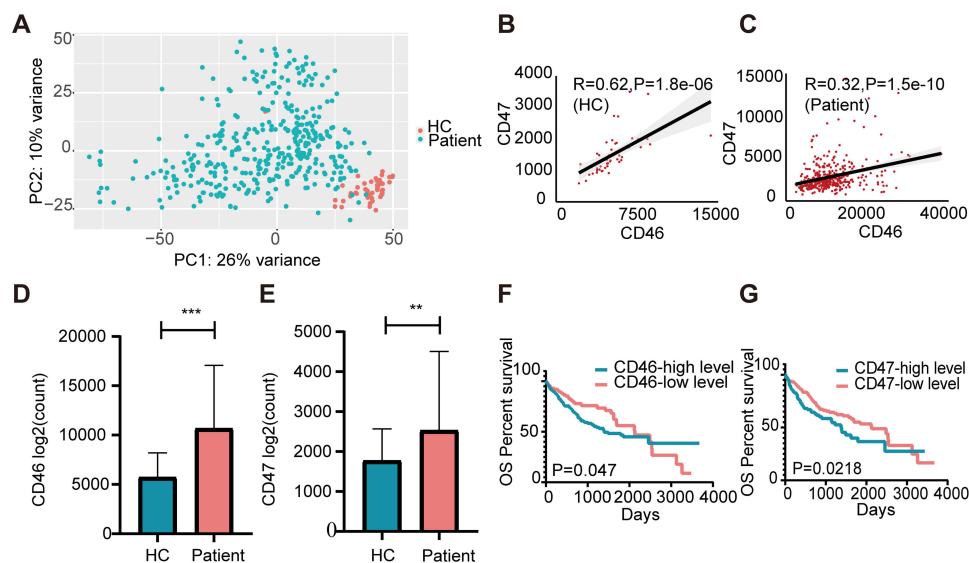 A
50
25
0
−25
−50
0
50
PC2: 10% variance
PC1: 26% variance
HC
Patient
B
R=0.62,P=1.8e-06
(HC)
4000
3000
2000
1000
0
0
7500
15000
CD47
CD46
C
R=0.32,P=1.5e-10
(Patient)
15000
10000
5000
0
0
20000
40000
CD47
CD46
D
***
20000
15000
10000
5000
0
CD46 log2(count)
HC
Patient
E
**
5000
4000
3000
2000
1000
0
CD47 log2(count)
HC
Patient
F
CD46-high level
CD46-low level
100
50
0
OS Percent survival
P=0.047
0 1000 2000 3000 4000
Days
G
CD47-high level
CD47-low level
100
50
0
OS Percent survival
P=0.0218
0 1000 2000 3000 4000
Days